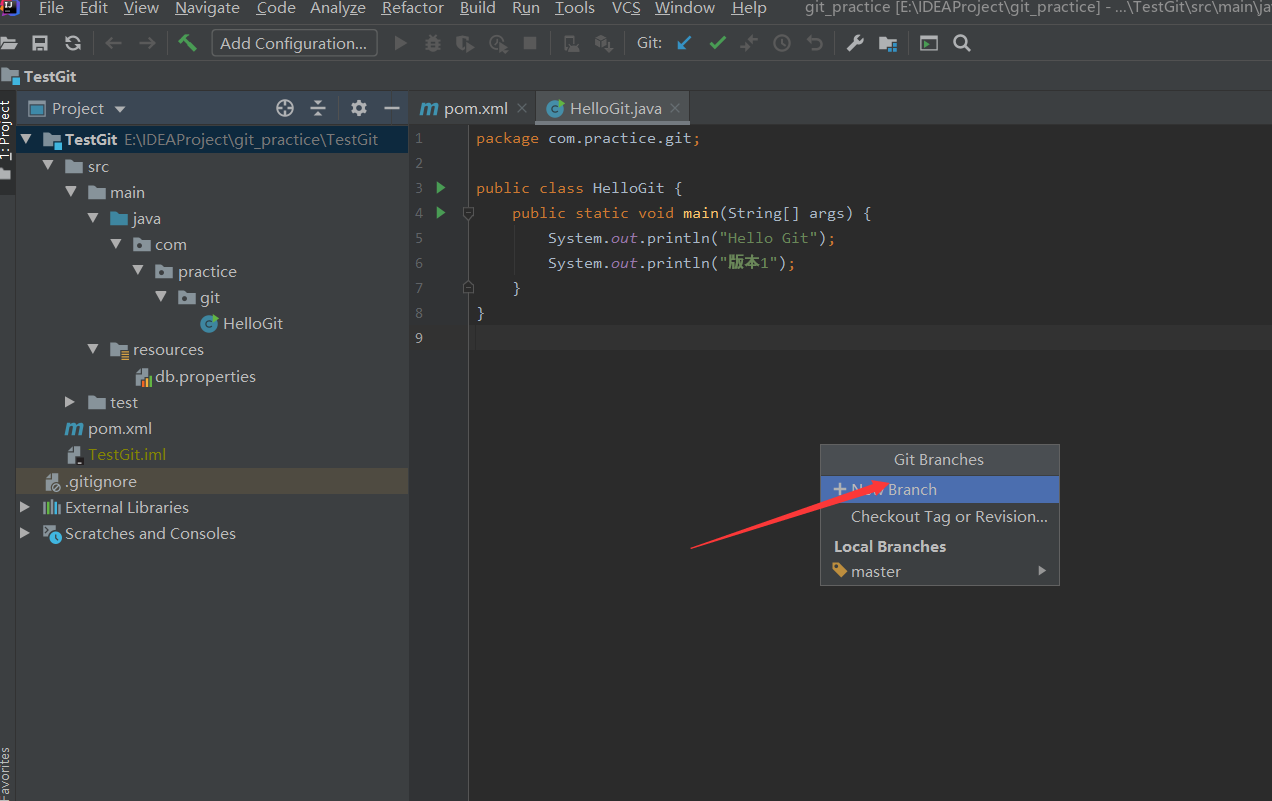 File Edit View Navigate Code Analyze Refactor Build Run Tools VCS Window Help git_practice [E:\IDEAProject\git_practice] - ...\TestGit\src\main\ja
Add Configuration... Git:
TestGit
1: Project
Project
pom.xml
HelloGit.java
TestGit E:\IDEAProject\git_practice\TestGit
src
main
java
com
practice
git
HelloGit
resources
db.properties
test
pom.xml
TestGit.iml
.gitignore
External Libraries
Scratches and Consoles
1 package com.practice.git;
2
3 public class HelloGit {
4 public static void main(String[] args) {
5 System.out.println("Hello Git");
6 System.out.println("版本1");
7 }
8 }
9
Git Branches
New Branch
Checkout Tag or Revision...
Local Branches
master
Favorites